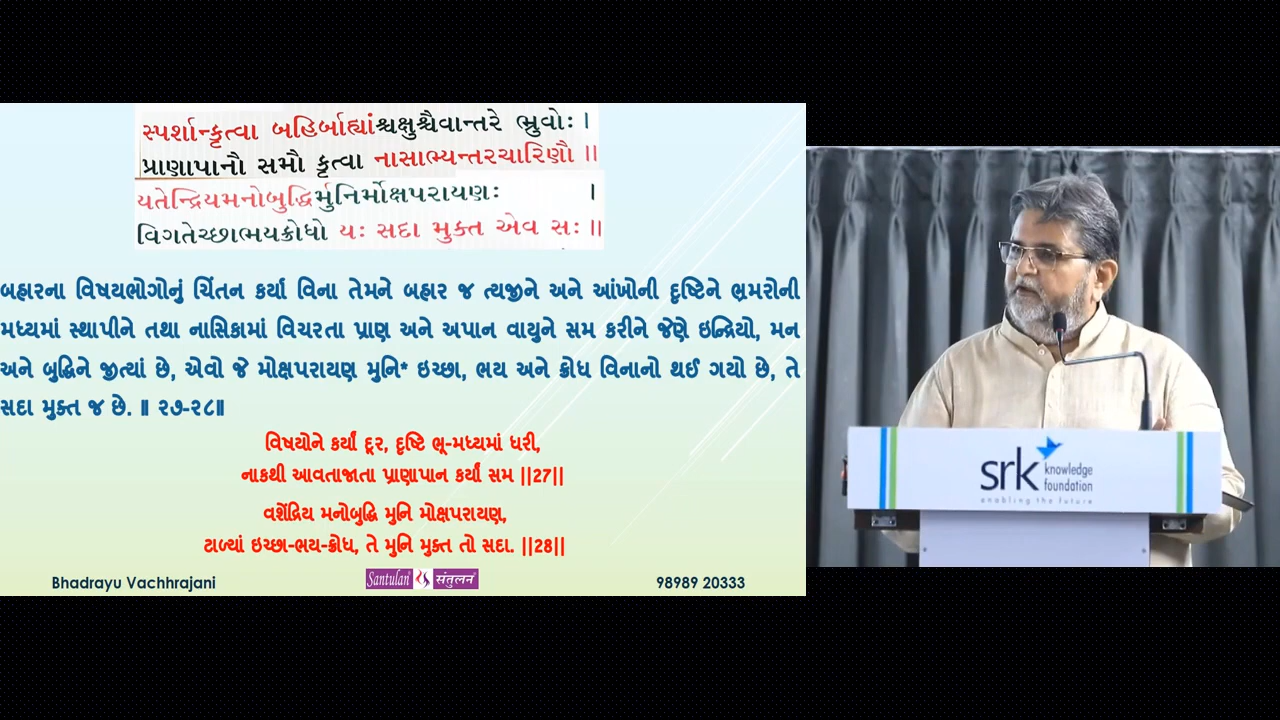 સ્પર્શાન્કૃત્વા બહિર્બાહ્યાંશ્ચક્ષુશ્ચૈવાન્તરે ભ્રુવોઃ ।
પ્રાણાપાનૌ સમૌ કૃત્વા નાસાભ્યન્તરચારિણૌ ॥
યતેન્દ્રિયમનોબુદ્ધિર્મુનિર્મોક્ષપરાયણઃ ।
વિગતેચ્છાભયક્રોધો યઃ સદા મુક્ત એવ સઃ ॥
બહારના વિષયભોગોનું ચિંતન કર્યા વિના તેમને બહાર જ ત્યજીને અને આંખોની દૃષ્ટિને ભ્રમરોની
મધ્યમાં સ્થાપીને તથા નાસિકામાં વિચરતા પ્રાણ અને અપાન વાયુને સમ કરીને જેણે ઇન્દ્રિયો, મન
અને બુદ્ધિને જીત્યાં છે, એવો જે મોક્ષપરાયણ મુનિ* ઇચ્છા, ભય અને ક્રોધ વિનાનો થઈ ગયો છે, તે
સદા મુક્ત જ છે. ॥ ૨૭-૨૮॥
વિષયોને કર્યાં દૂર, દૃષ્ટિ ભ્રૂ-મધ્યમાં ધરી,
નાકથી આવતાજાતા પ્રાણાપાન કર્યાં સમ ||27||
વશેંદ્રિય મનોબુદ્ધિ મુનિ મોક્ષપરાયણ,
ટાળ્યાં ઇચ્છા-ભય-ક્રોધ, તે મુનિ મુક્ત તો સદા. ||28||
Bhadrayu Vachhrajani
Santulan સંતુલન
98989 20333
srk knowledge
foundation
enabling the future